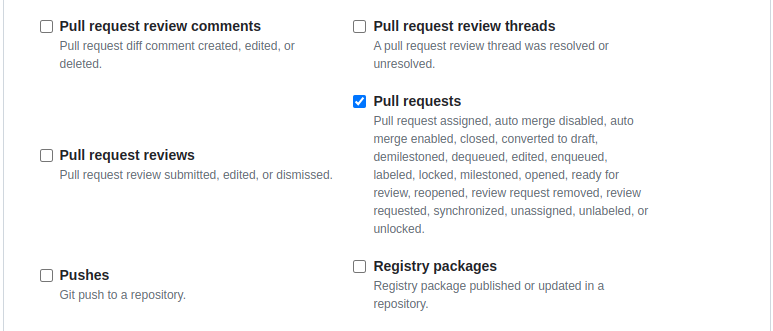 Pull request review comments
Pull request diff comment created, edited, or
deleted.
Pull request review threads
A pull request review thread was resolved or
unresolved.
Pull request reviews
Pull request review submitted, edited, or dismissed.
Pull requests
Pull request assigned, auto merge disabled, auto
merge enabled, closed, converted to draft,
demilestoned, dequeued, edited, enqueued,
labeled, locked, milestoned, opened, ready for
review, reopened, review request removed, review
requested, synchronized, unassigned, unlabeled, or
unlocked.
Pushes
Git push to a repository.
Registry packages
Registry package published or updated in a
repository.